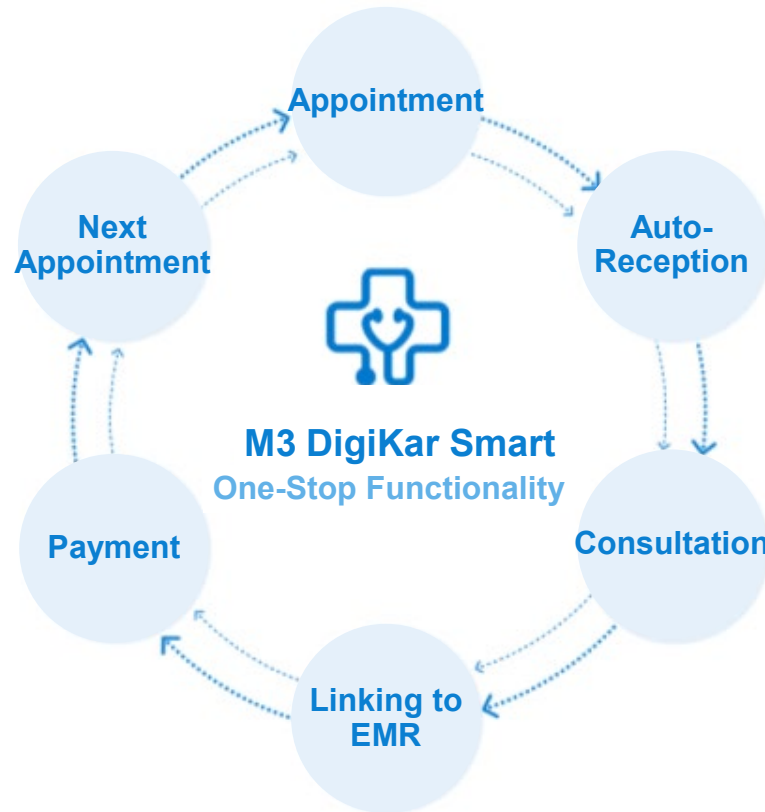 Appointment
Auto-
Reception
Consultation
Linking to
EMR
Payment
Next
Appointment
M3 DigiKar Smart
One-Stop Functionality